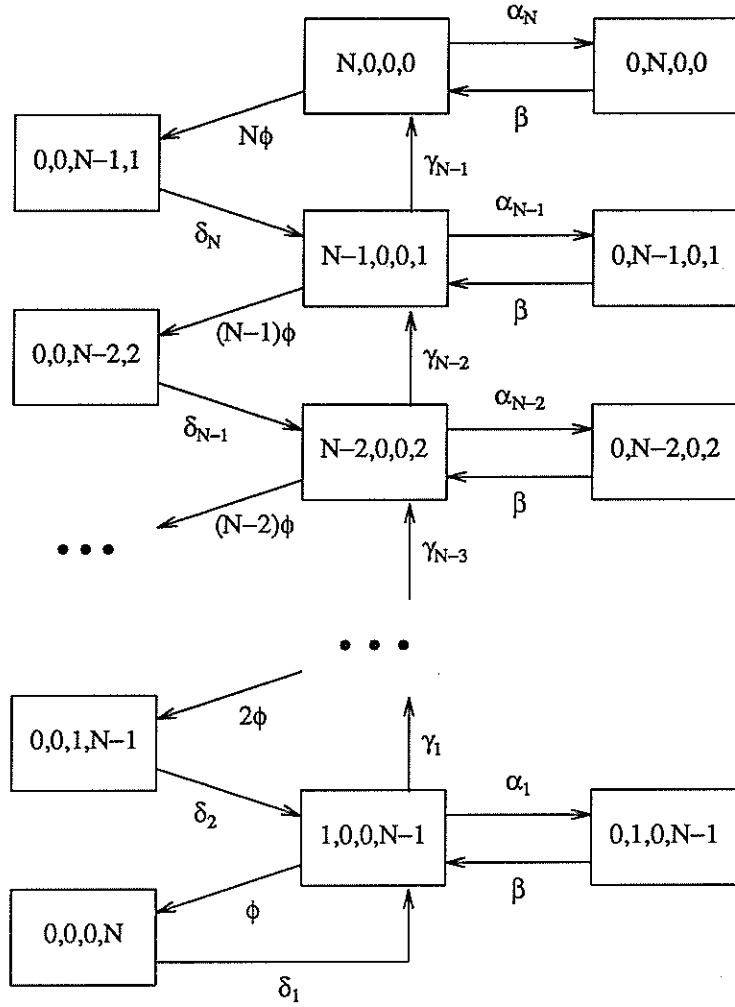 α_N
N,0,0,0
0,N,0,0
β
Nφ
0,0,N–1,1
γ_{N–1}
α_{N–1}
δ_N
N–1,0,0,1
0,N–1,0,1
β
(N–1)φ
0,0,N–2,2
γ_{N–2}
α_{N–2}
δ_{N–1}
N–2,0,0,2
0,N–2,0,2
β
(N–2)φ
• • •
γ_{N–3}
• • •
2φ
0,0,1,N–1
γ_1
α_1
δ_2
1,0,0,N–1
0,1,0,N–1
β
φ
0,0,0,N
δ_1